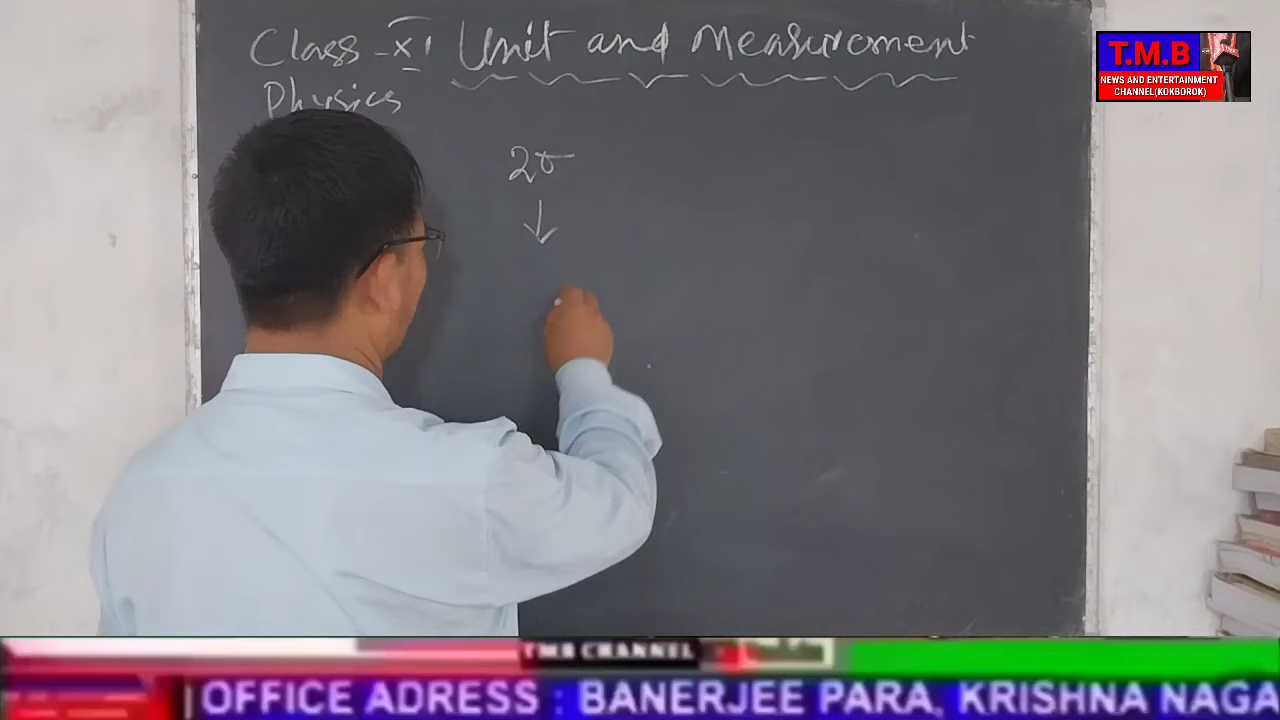 Class - XI Unit and Measurement
Physics
T.M.B
NEWS AND ENTERTAINMENT
CHANNEL(KOKBOROK)
TMB CHANNEL
OFFICE ADRESS : BANERJEE PARA, KRISHNA NAGA